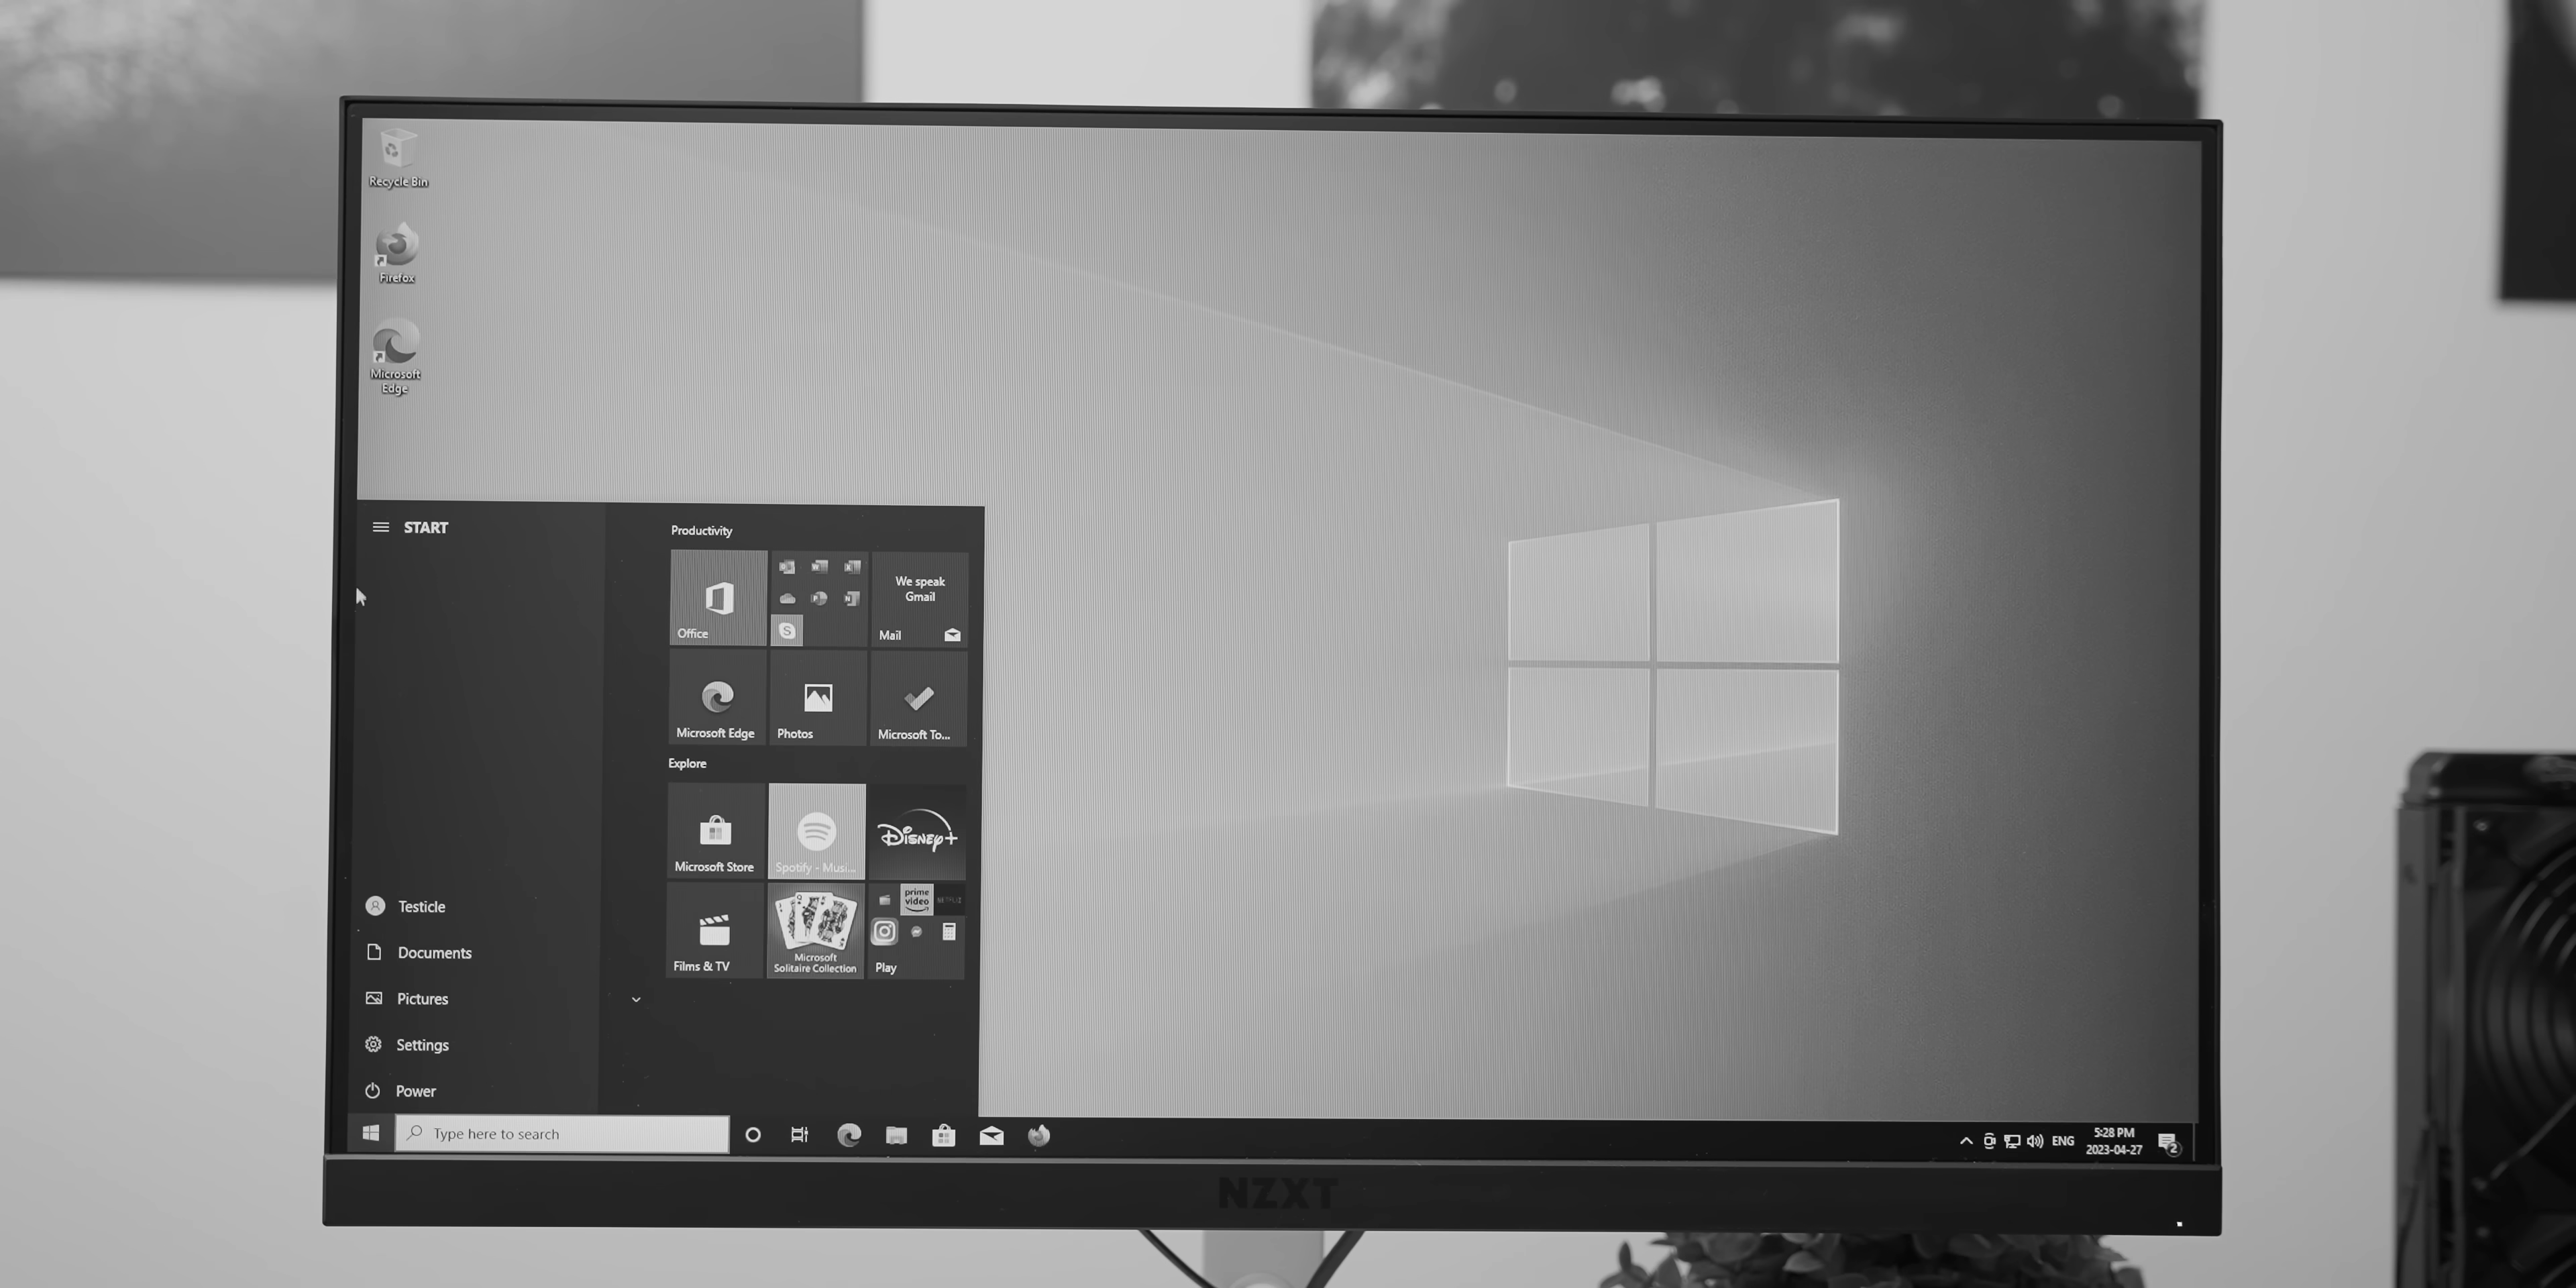 Recycle Bin
Firefox
Microsoft
Edge
START
Productivity
Office
We speak
Gmail
Mail
Microsoft Edge
Photos
Microsoft To...
Explore
Microsoft Store
Spotify - Musi...
Disney+
Films & TV
Microsoft
Solitaire Collection
prime
video
NETFLIX
Play
Testicle
Documents
Pictures
Settings
Power
Type here to search
ENG
5:28 PM
2023-04-27
2
NZXT